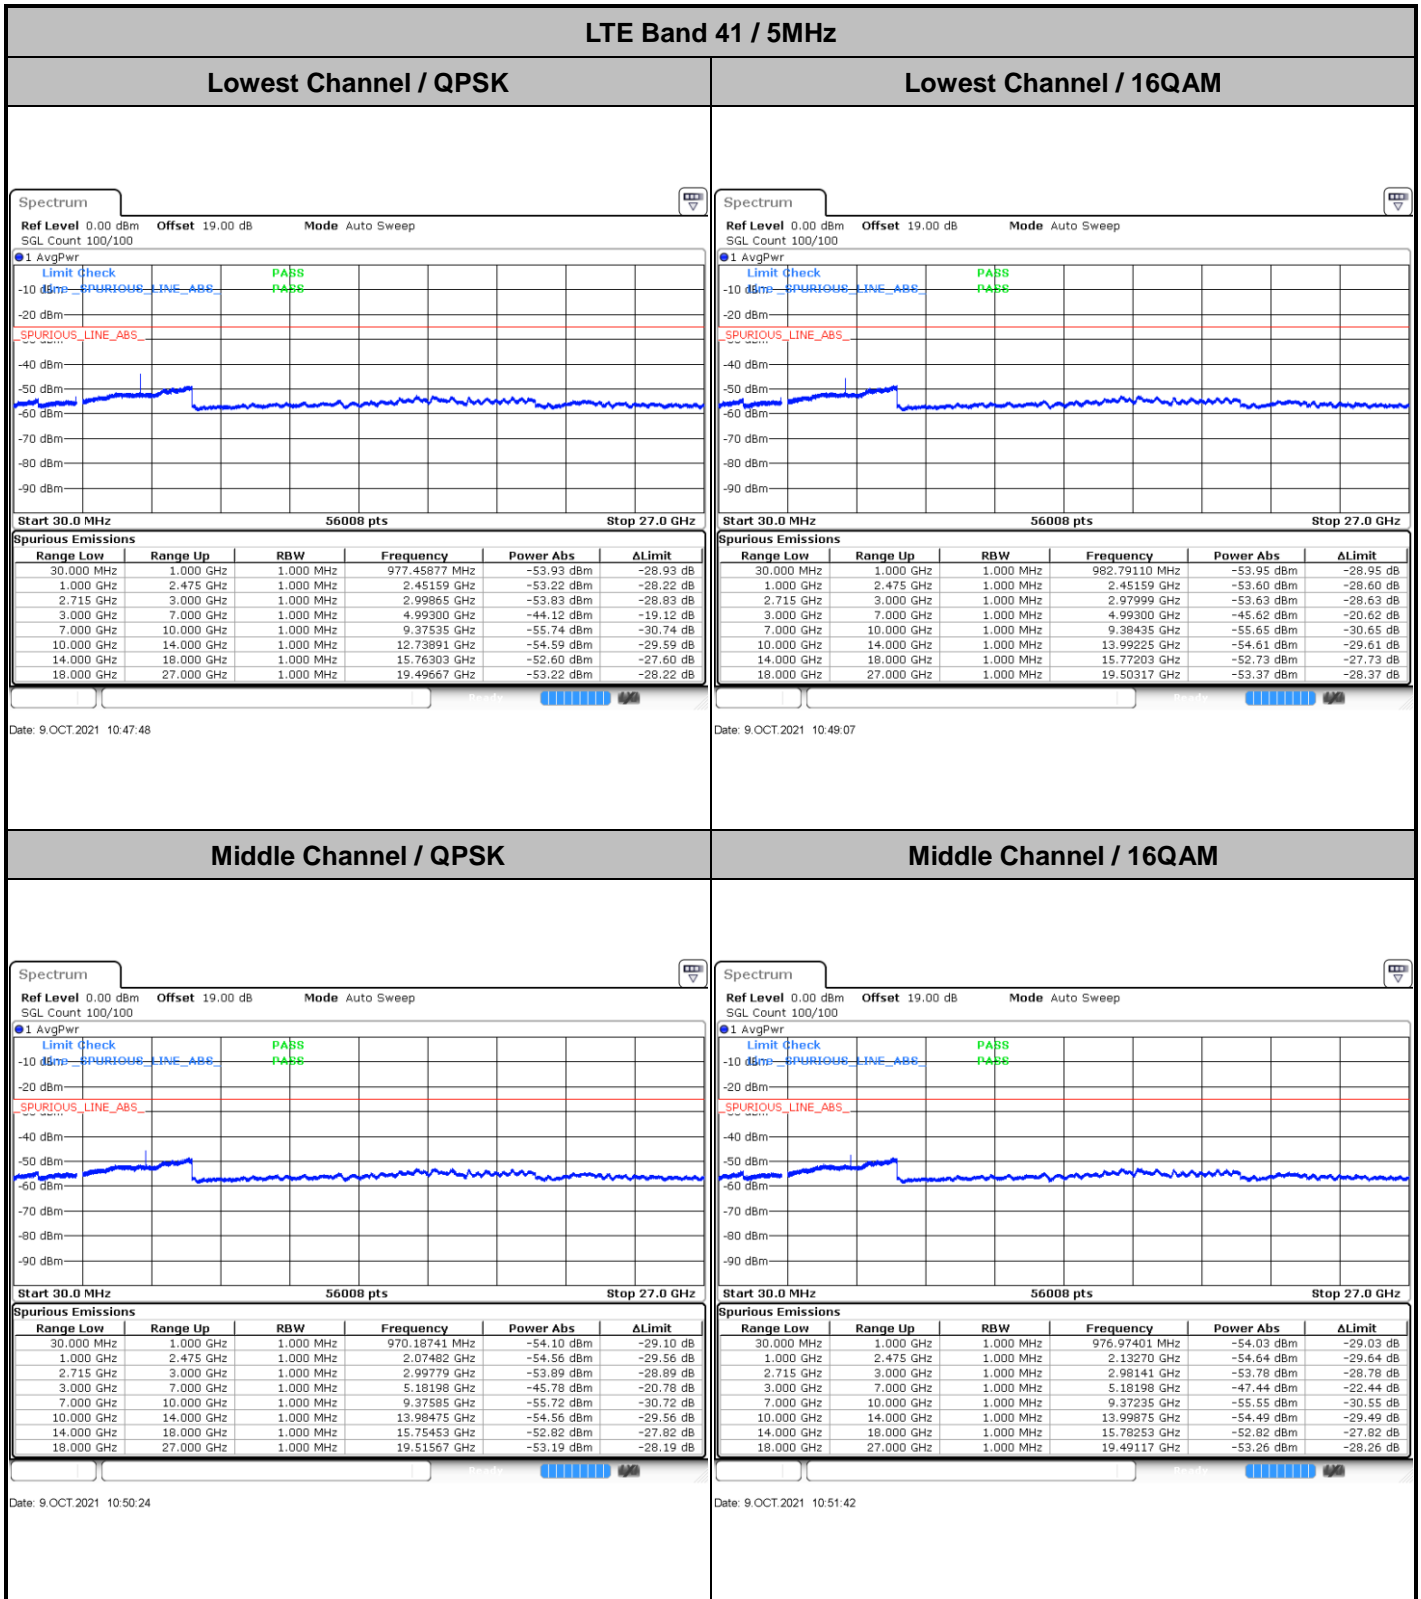 LTE Band 41 / 5MHz
Lowest Channel / QPSK
Lowest Channel / 16QAM
Spectrum
Ref Level 0.00 dBm Offset 19.00 dB Mode Auto Sweep
SGL Count 100/100
1 AvgPwr
Limit Check PASS
Line _SPURIOUS_LINE_ABS_ PASS
-10 dBm
-20 dBm
_SPURIOUS_LINE_ABS_
-40 dBm
-50 dBm
-60 dBm
-70 dBm
-80 dBm
-90 dBm
Start 30.0 MHz 56008 pts Stop 27.0 GHz
Spurious Emissions
Range Low Range Up RBW Frequency Power Abs ΔLimit
30.000 MHz 1.000 GHz 1.000 MHz 977.45877 MHz -53.93 dBm -28.93 dB
1.000 GHz 2.475 GHz 1.000 MHz 2.45159 GHz -53.22 dBm -28.22 dB
2.715 GHz 3.000 GHz 1.000 MHz 2.99865 GHz -53.83 dBm -28.83 dB
3.000 GHz 7.000 GHz 1.000 MHz 4.99300 GHz -44.12 dBm -19.12 dB
7.000 GHz 10.000 GHz 1.000 MHz 9.37535 GHz -55.74 dBm -30.74 dB
10.000 GHz 14.000 GHz 1.000 MHz 12.73891 GHz -54.59 dBm -29.59 dB
14.000 GHz 18.000 GHz 1.000 MHz 15.76303 GHz -52.60 dBm -27.60 dB
18.000 GHz 27.000 GHz 1.000 MHz 19.49667 GHz -53.22 dBm -28.22 dB
Ready
Date: 9.OCT.2021 10:47:48
Spectrum
Ref Level 0.00 dBm Offset 19.00 dB Mode Auto Sweep
SGL Count 100/100
1 AvgPwr
Limit Check PASS
Line _SPURIOUS_LINE_ABS_ PASS
-10 dBm
-20 dBm
_SPURIOUS_LINE_ABS_
-40 dBm
-50 dBm
-60 dBm
-70 dBm
-80 dBm
-90 dBm
Start 30.0 MHz 56008 pts Stop 27.0 GHz
Spurious Emissions
Range Low Range Up RBW Frequency Power Abs ΔLimit
30.000 MHz 1.000 GHz 1.000 MHz 982.79110 MHz -53.95 dBm -28.95 dB
1.000 GHz 2.475 GHz 1.000 MHz 2.45159 GHz -53.60 dBm -28.60 dB
2.715 GHz 3.000 GHz 1.000 MHz 2.97999 GHz -53.63 dBm -28.63 dB
3.000 GHz 7.000 GHz 1.000 MHz 4.99300 GHz -45.62 dBm -20.62 dB
7.000 GHz 10.000 GHz 1.000 MHz 9.38435 GHz -55.65 dBm -30.65 dB
10.000 GHz 14.000 GHz 1.000 MHz 13.99225 GHz -54.61 dBm -29.61 dB
14.000 GHz 18.000 GHz 1.000 MHz 15.77203 GHz -52.73 dBm -27.73 dB
18.000 GHz 27.000 GHz 1.000 MHz 19.50317 GHz -53.37 dBm -28.37 dB
Ready
Date: 9.OCT.2021 10:49:07
Middle Channel / QPSK
Middle Channel / 16QAM
Spectrum
Ref Level 0.00 dBm Offset 19.00 dB Mode Auto Sweep
SGL Count 100/100
1 AvgPwr
Limit Check PASS
Line _SPURIOUS_LINE_ABS_ PASS
-10 dBm
-20 dBm
_SPURIOUS_LINE_ABS_
-40 dBm
-50 dBm
-60 dBm
-70 dBm
-80 dBm
-90 dBm
Start 30.0 MHz 56008 pts Stop 27.0 GHz
Spurious Emissions
Range Low Range Up RBW Frequency Power Abs ΔLimit
30.000 MHz 1.000 GHz 1.000 MHz 970.18741 MHz -54.10 dBm -29.10 dB
1.000 GHz 2.475 GHz 1.000 MHz 2.07482 GHz -54.56 dBm -29.56 dB
2.715 GHz 3.000 GHz 1.000 MHz 2.99779 GHz -53.89 dBm -28.89 dB
3.000 GHz 7.000 GHz 1.000 MHz 5.18198 GHz -45.78 dBm -20.78 dB
7.000 GHz 10.000 GHz 1.000 MHz 9.37585 GHz -55.72 dBm -30.72 dB
10.000 GHz 14.000 GHz 1.000 MHz 13.98475 GHz -54.56 dBm -29.56 dB
14.000 GHz 18.000 GHz 1.000 MHz 15.75453 GHz -52.82 dBm -27.82 dB
18.000 GHz 27.000 GHz 1.000 MHz 19.51567 GHz -53.19 dBm -28.19 dB
Ready
Date: 9.OCT.2021 10:50:24
Spectrum
Ref Level 0.00 dBm Offset 19.00 dB Mode Auto Sweep
SGL Count 100/100
1 AvgPwr
Limit Check PASS
Line _SPURIOUS_LINE_ABS_ PASS
-10 dBm
-20 dBm
_SPURIOUS_LINE_ABS_
-40 dBm
-50 dBm
-60 dBm
-70 dBm
-80 dBm
-90 dBm
Start 30.0 MHz 56008 pts Stop 27.0 GHz
Spurious Emissions
Range Low Range Up RBW Frequency Power Abs ΔLimit
30.000 MHz 1.000 GHz 1.000 MHz 976.97401 MHz -54.03 dBm -29.03 dB
1.000 GHz 2.475 GHz 1.000 MHz 2.13270 GHz -54.64 dBm -29.64 dB
2.715 GHz 3.000 GHz 1.000 MHz 2.98141 GHz -53.78 dBm -28.78 dB
3.000 GHz 7.000 GHz 1.000 MHz 5.18198 GHz -47.44 dBm -22.44 dB
7.000 GHz 10.000 GHz 1.000 MHz 9.37235 GHz -55.55 dBm -30.55 dB
10.000 GHz 14.000 GHz 1.000 MHz 13.99875 GHz -54.49 dBm -29.49 dB
14.000 GHz 18.000 GHz 1.000 MHz 15.78253 GHz -52.82 dBm -27.82 dB
18.000 GHz 27.000 GHz 1.000 MHz 19.49117 GHz -53.26 dBm -28.26 dB
Ready
Date: 9.OCT.2021 10:51:42